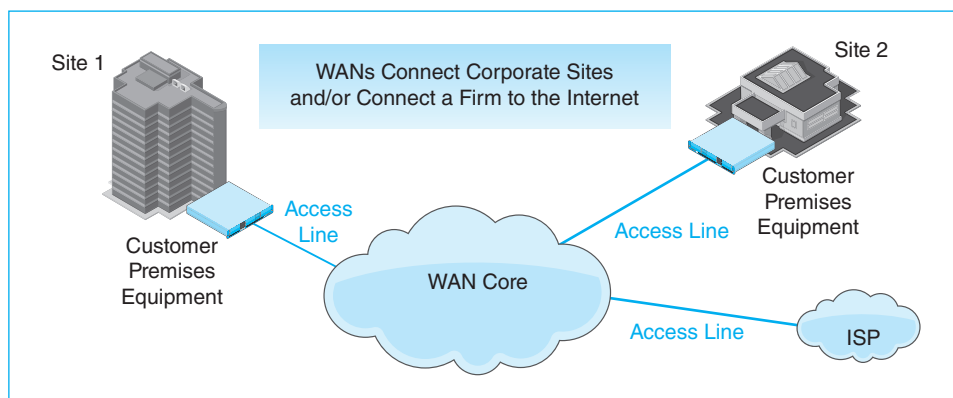 Site 1
WANs Connect Corporate Sites
and/or Connect a Firm to the Internet
Site 2
Customer
Premises
Equipment
Access
Line
Customer
Premises
Equipment
Access Line
WAN Core
Access Line
ISP